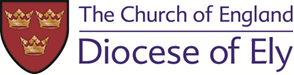 The Church of England
Diocese of Ely